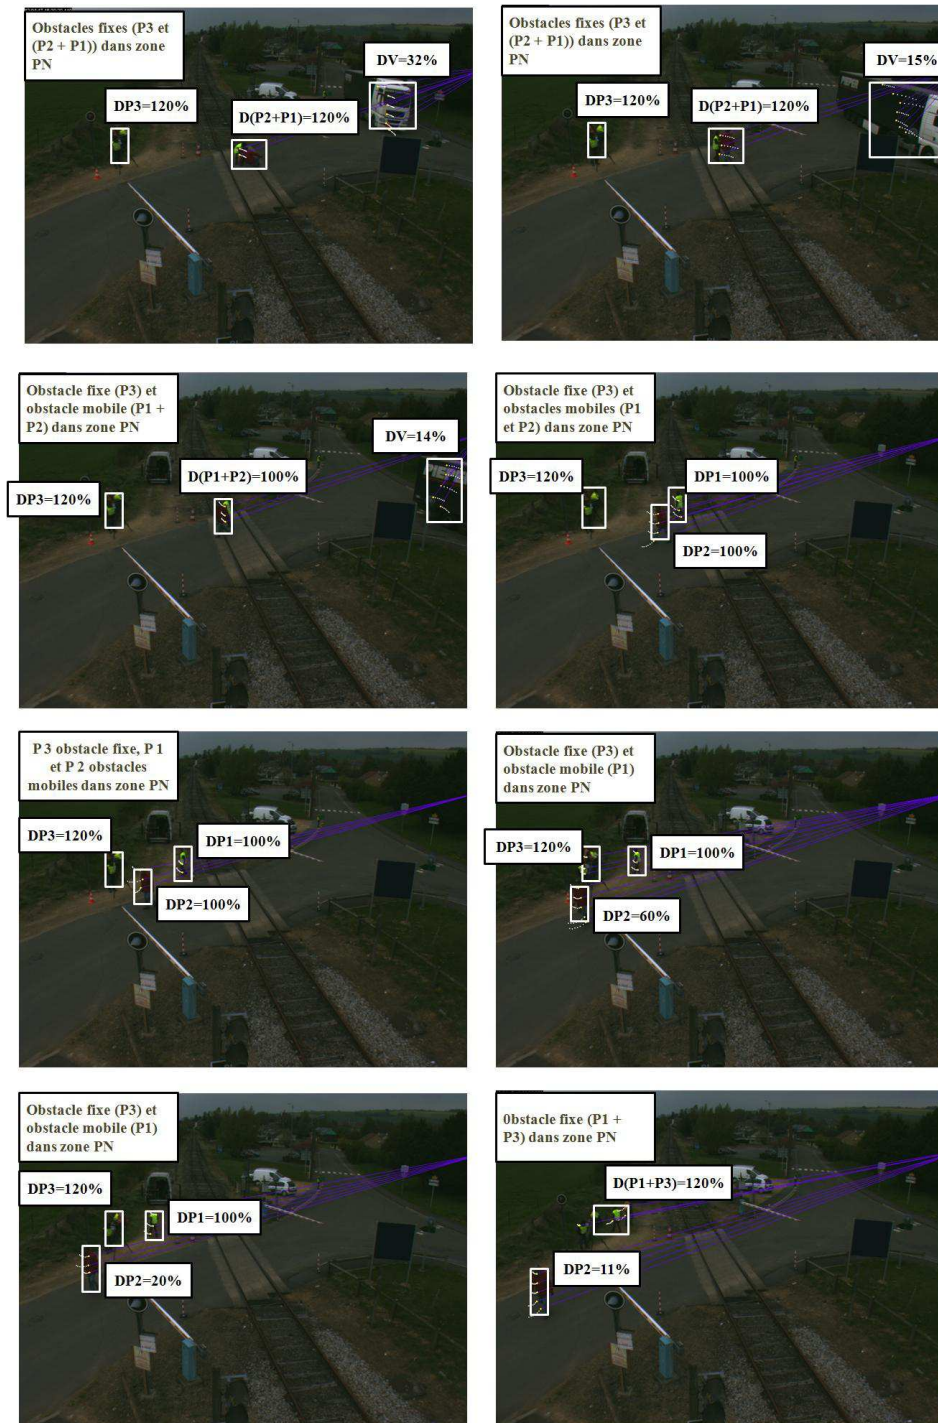 Obstacles fixes (P3 et
(P2 + P1)) dans zone
PN
DV=32%
DP3=120%
D(P2+P1)=120%
Obstacles fixes (P3 et
(P2 + P1)) dans zone
PN
DV=15%
DP3=120%
D(P2+P1)=120%
Obstacle fixe (P3) et
obstacle mobile (P1 +
P2) dans zone PN
DV=14%
DP3=120%
D(P1+P2)=100%
Obstacle fixe (P3) et
obstacles mobiles (P1
et P2) dans zone PN
DP3=120%
DP1=100%
DP2=100%
P 3 obstacle fixe, P 1
et P 2 obstacles
mobiles dans zone PN
DP3=120%
DP1=100%
DP2=100%
Obstacle fixe (P3) et
obstacle mobile (P1)
dans zone PN
DP3=120%
DP1=100%
DP2=60%
Obstacle fixe (P3) et
obstacle mobile (P1)
dans zone PN
DP3=120%
DP1=100%
DP2=20%
0bstacle fixe (P1 +
P3) dans zone PN
D(P1+P3)=120%
DP2=11%